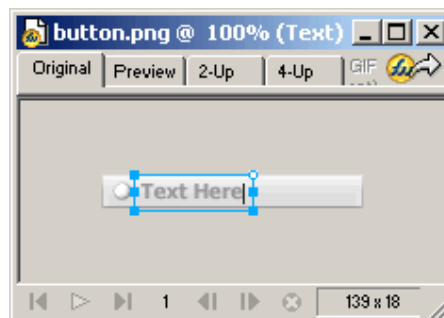 button.png @ 100% (Text)
Original Preview 2-Up 4-Up GIF
Text Here
1 139 x 18